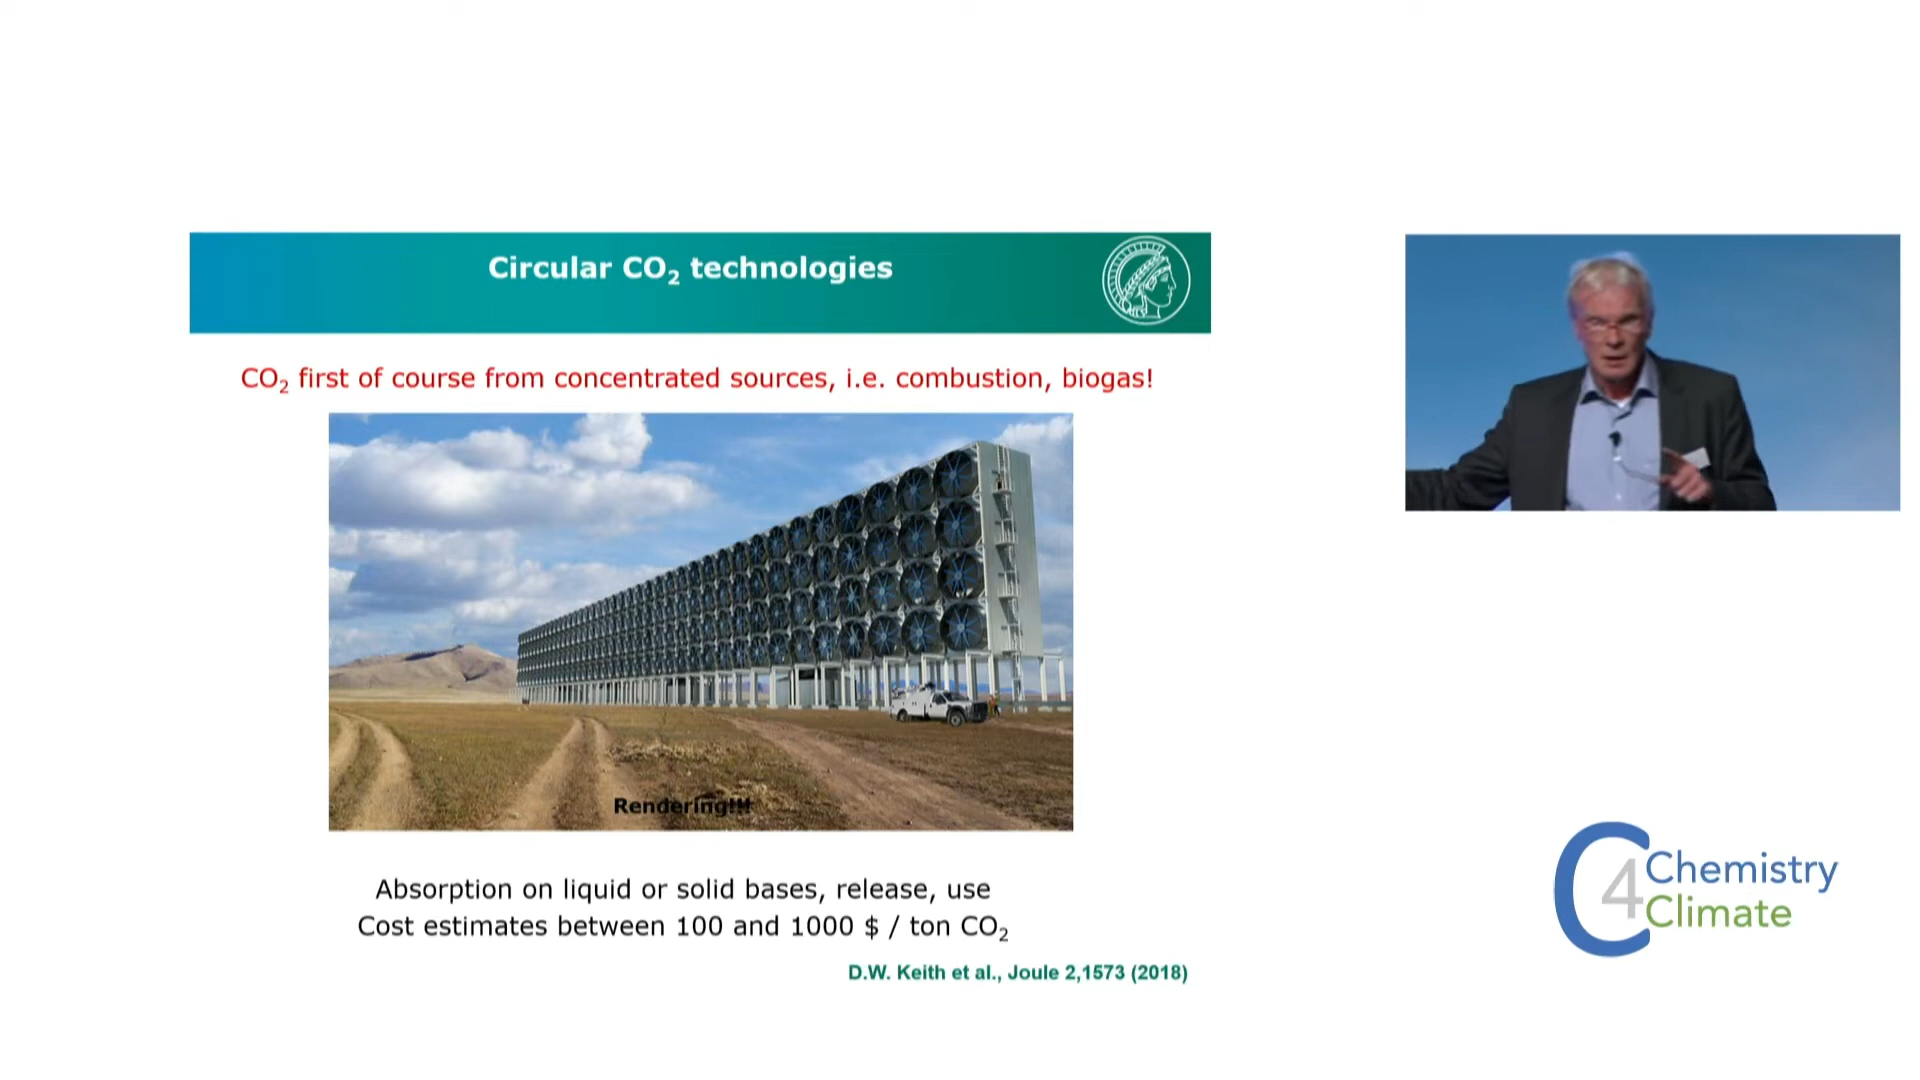 Circular CO₂ technologies
CO₂ first of course from concentrated sources, i.e. combustion, biogas!
Rendering!!!
Absorption on liquid or solid bases, release, use
Cost estimates between 100 and 1000 $ / ton CO₂
D.W. Keith et al., Joule 2,1573 (2018)
C4 Chemistry
Climate